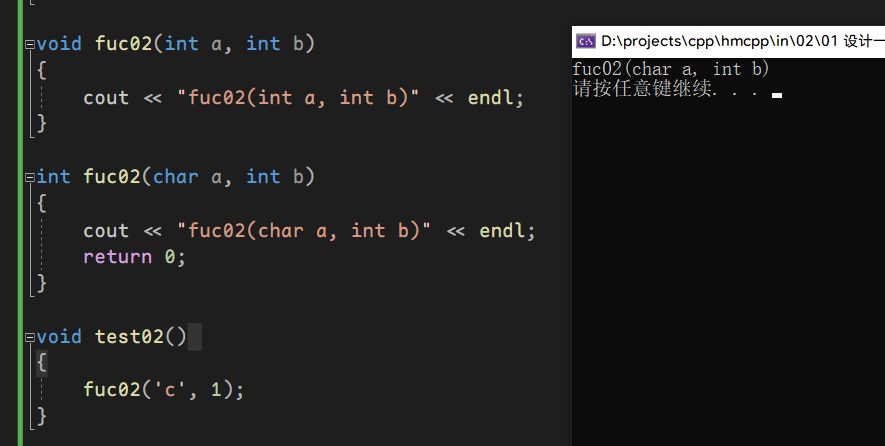 void fuc02(int a, int b)
{
    cout << "fuc02(int a, int b)" << endl;
}
int fuc02(char a, int b)
{
    cout << "fuc02(char a, int b)" << endl;
    return 0;
}
void test02()
{
    fuc02('c', 1);
}
C:\
D:\projects\cpp\hmcpp\in\02\01 设计一
fuc02(char a, int b)
请按任意键继续. . .